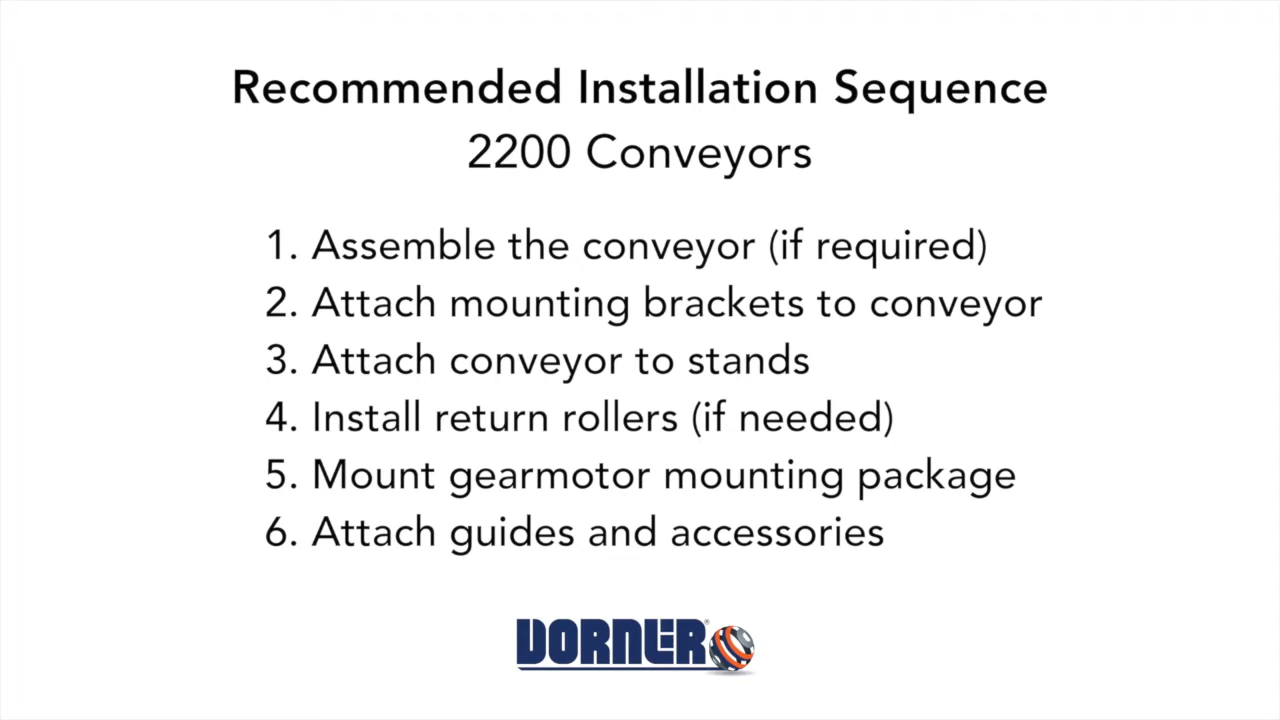 Recommended Installation Sequence
2200 Conveyors
1. Assemble the conveyor (if required)
2. Attach mounting brackets to conveyor
3. Attach conveyor to stands
4. Install return rollers (if needed)
5. Mount gearmotor mounting package
6. Attach guides and accessories
DORNER®